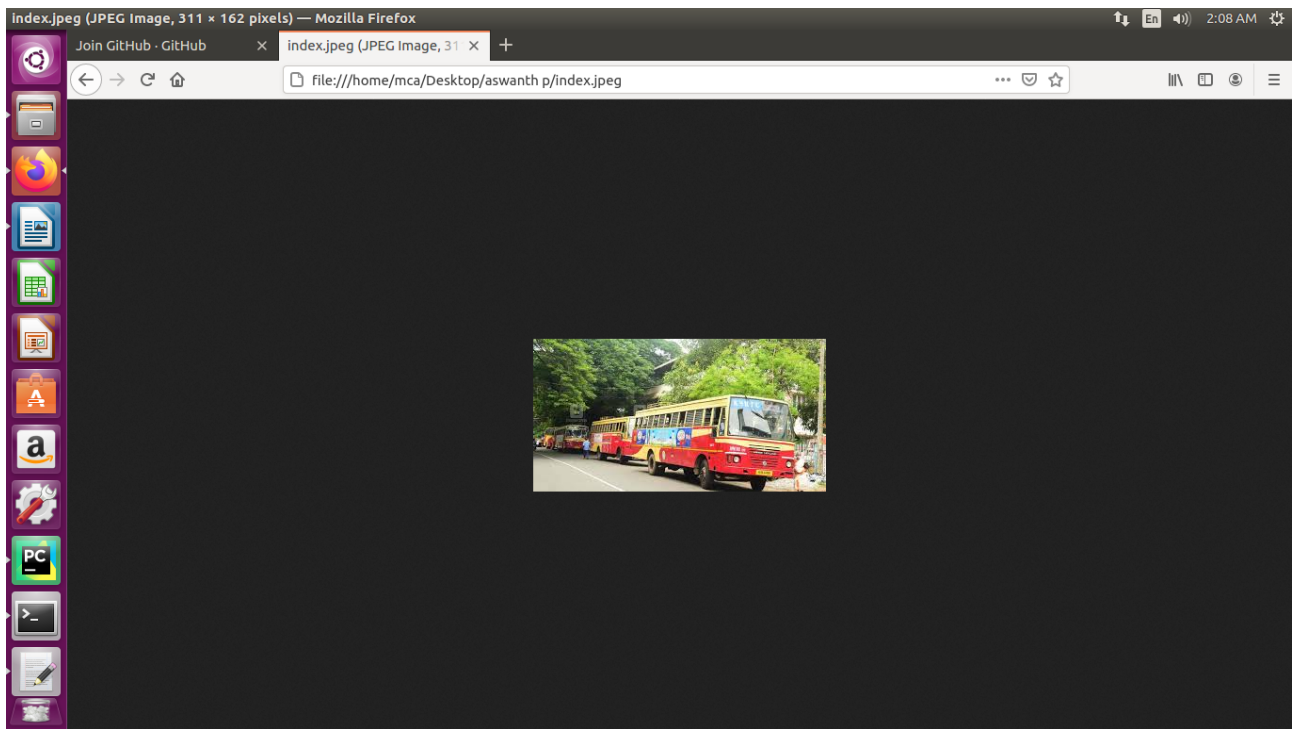 index.jpeg (JPEG Image, 311 × 162 pixels) — Mozilla Firefox
En 2:08 AM
Join GitHub · GitHub
index.jpeg (JPEG Image, 31
file:///home/mca/Desktop/aswanth p/index.jpeg
A
a
PC
>_